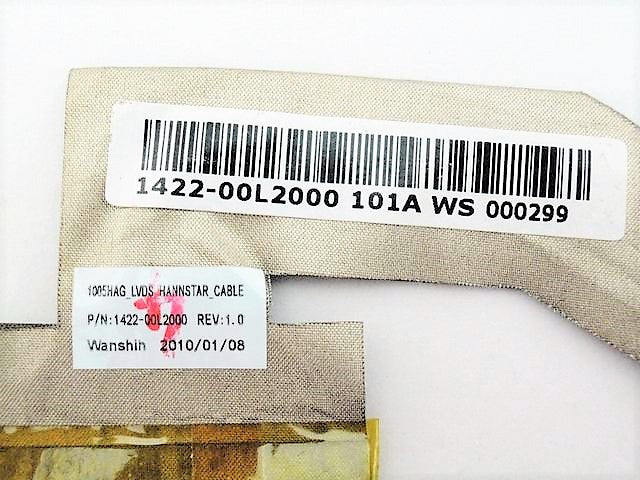 1422-00L2000 101A WS 000299
1005HAG_LVDS_HANNSTAR_CABLE
P/N:1422-00L2000 REV:1.0
Wanshih 2010/01/08